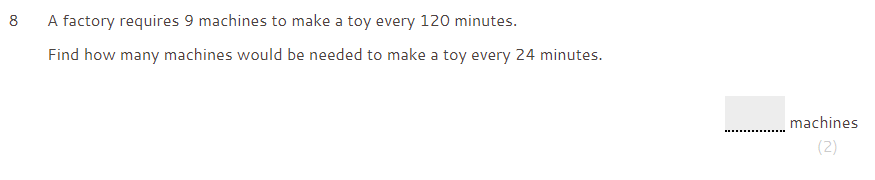 8 A factory requires 9 machines to make a toy every 120 minutes.
Find how many machines would be needed to make a toy every 24 minutes.
machines
(2)